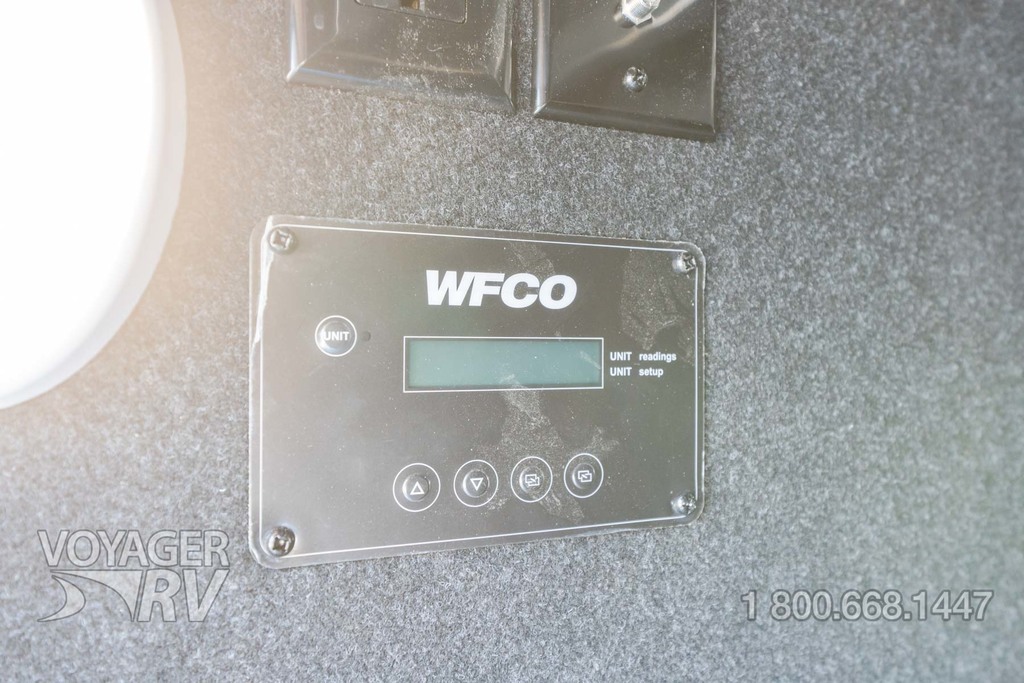 WFCO
UNIT
UNIT readings
UNIT setup
VOYAGER
RV
1 800.668.1447